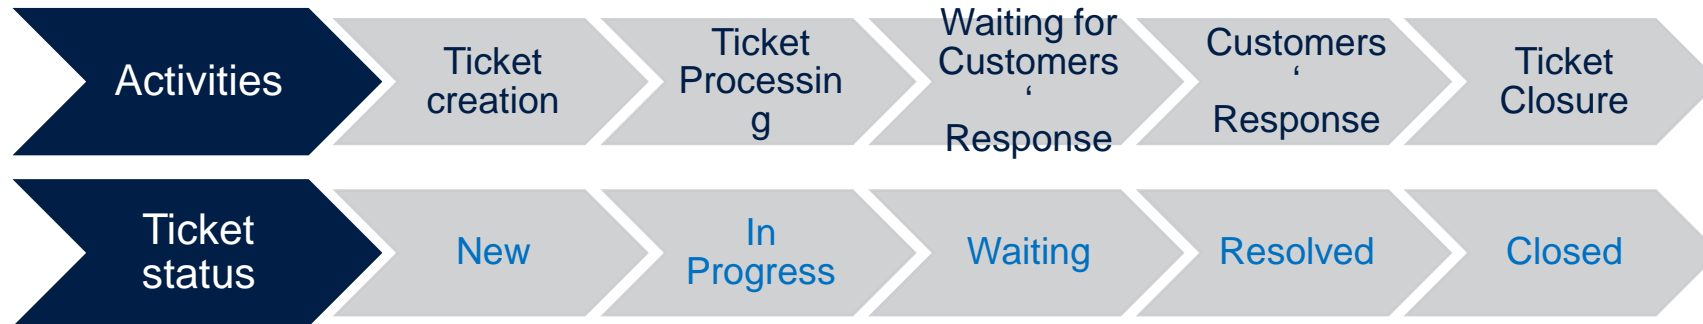 Activities
Ticket
creation
Ticket
Processin
g
Waiting for
Customers
‘
Response
Customers
‘
Response
Ticket
Closure
Ticket
status
New
In
Progress
Waiting
Resolved
Closed